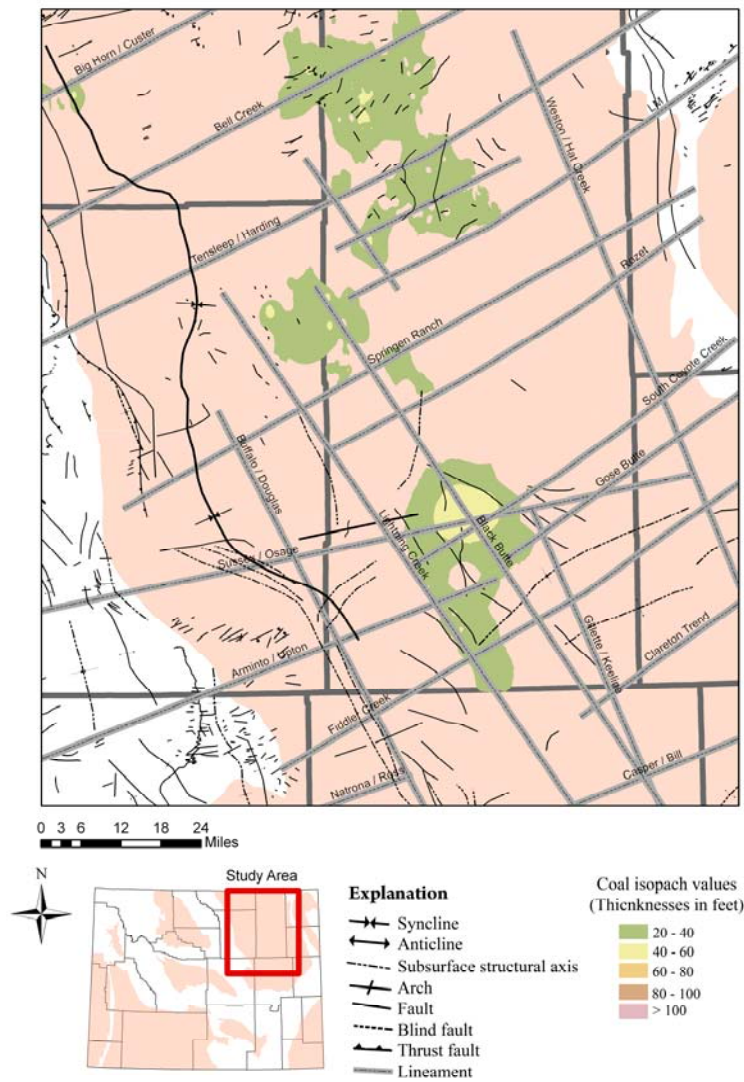 Big Horn / Custer
Bell Creek
Weston / Hat Creek
Tensleep / Harding
Rozet
Springen Ranch
South Coyote Creek
Buffalo / Douglas
Gose Butte
Lightning Creek
Black Butte
Sussex / Osage
Arminto / Upton
Gillette / Keeline
Clareton Trend
Fiddler Creek
Natrona / Ross
Casper / Bill
0 3 6 12 18 24
Miles
N
Study Area
Explanation
Syncline
Anticline
Subsurface structural axis
Arch
Fault
Blind fault
Thrust fault
Lineament
Coal isopach values
(Thicnknesses in feet)
20 - 40
40 - 60
60 - 80
80 - 100
> 100